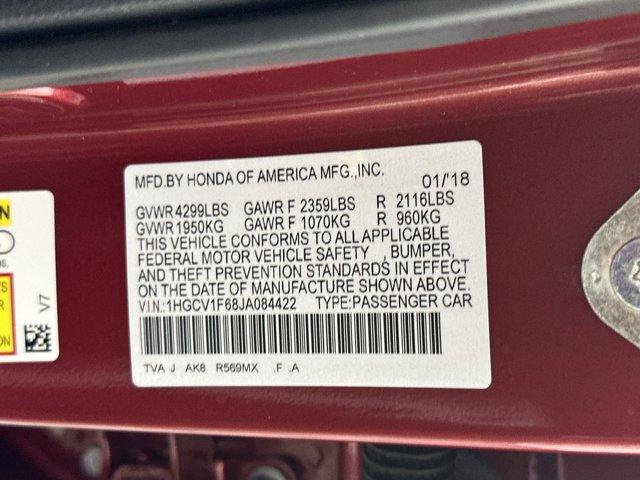 MFD.BY HONDA OF AMERICA MFG.,INC. 01/18
GVWR 4299LBS GAWR F 2359LBS R 2116LBS
GVWR 1950KG GAWR F 1070KG R 960KG
THIS VEHICLE CONFORMS TO ALL APPLICABLE
FEDERAL MOTOR VEHICLE SAFETY , BUMPER,
AND THEFT PREVENTION STANDARDS IN EFFECT
ON THE DATE OF MANUFACTURE SHOWN ABOVE.
V.I.N.: 1HGCV1F68JA084422 TYPE:PASSENGER CAR
TVA J AK8 R569MX .F .A
V7